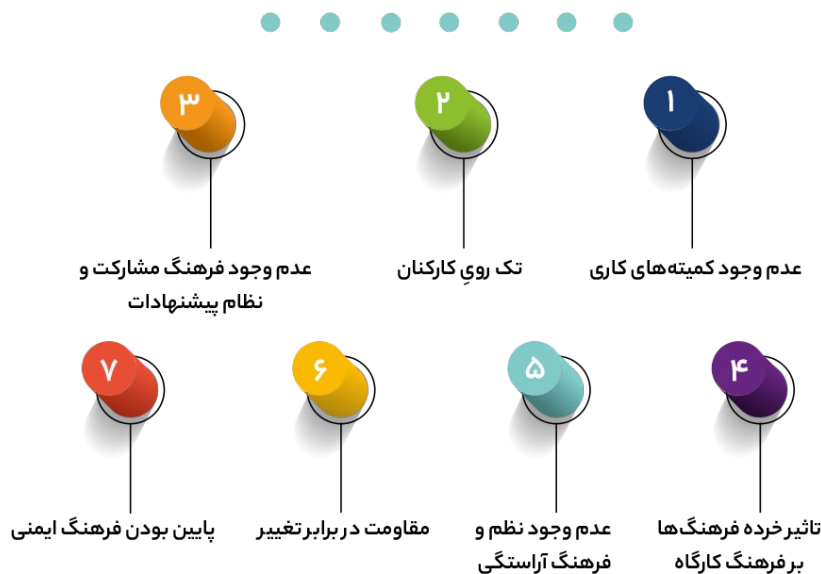 ۱
عدم وجود کمیته‌های کاری
۲
تک رویِ کارکنان
۳
عدم وجود فرهنگ مشارکت و
نظام پیشنهادات
۴
تاثیر خرده فرهنگ‌ها
بر فرهنگ کارگاه
۵
عدم وجود نظم و
فرهنگ آراستگی
۶
مقاومت در برابر تغییر
۷
پایین بودن فرهنگ ایمنی